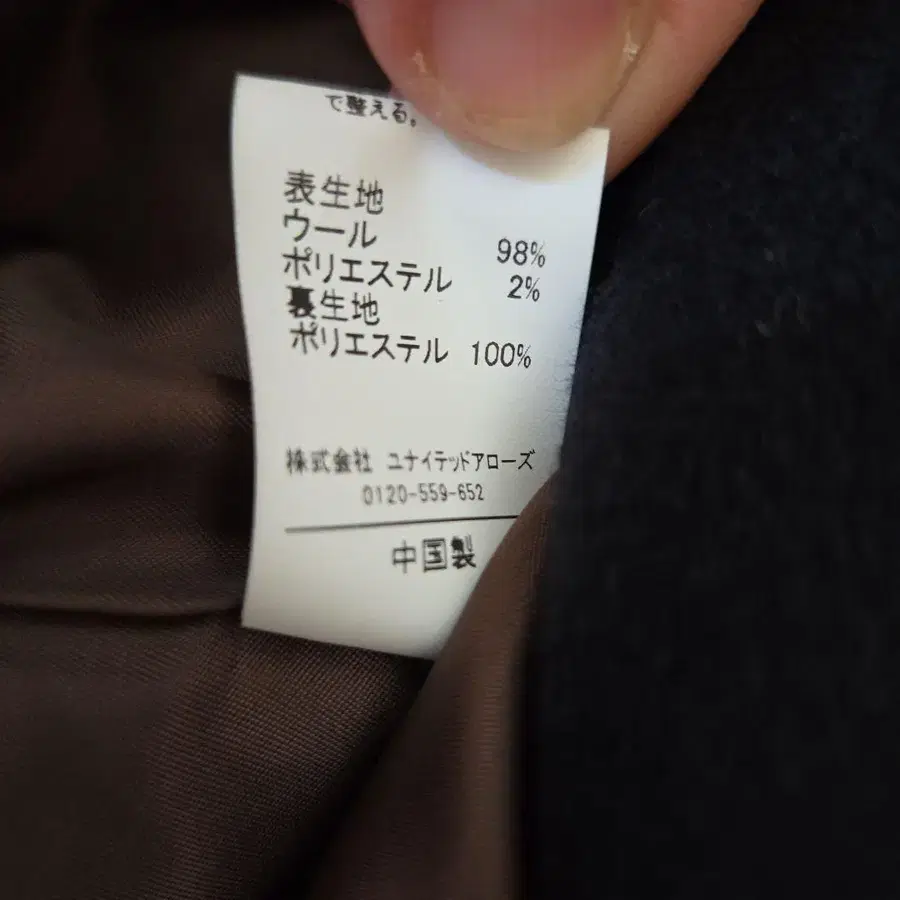 で整える。
表生地
ウール 98%
ポリエステル 2%
裏生地
ポリエステル 100%
株式会社 ユナイテッドアローズ
0120-559-652
中国製